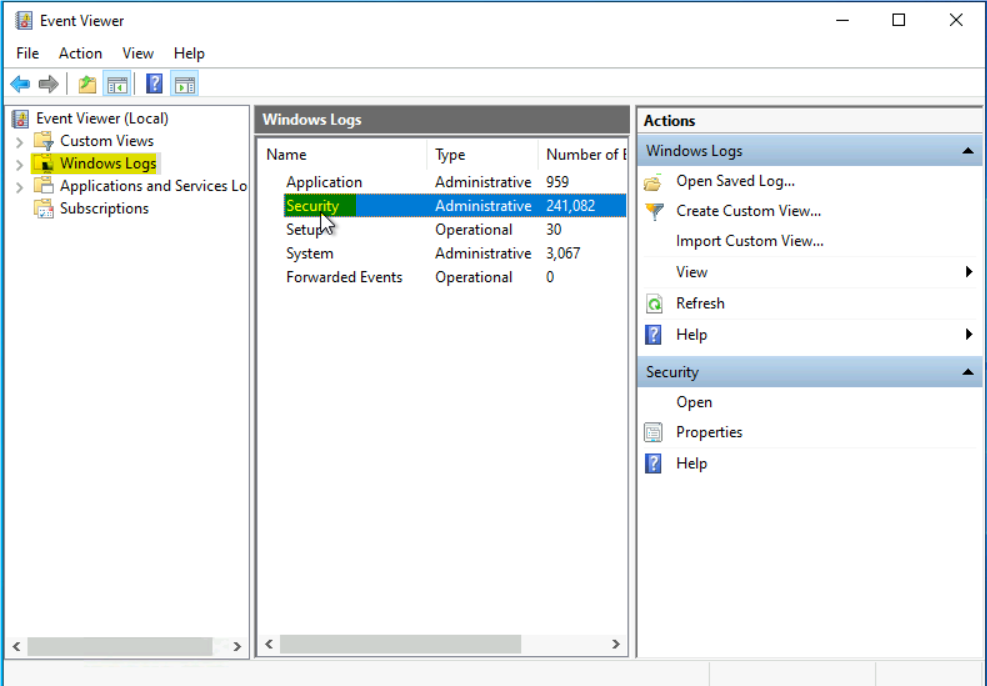 Event Viewer
File Action View Help
Event Viewer (Local)
Custom Views
Windows Logs
Applications and Services Lo
Subscriptions
Windows Logs
Name Type Number of E
Application Administrative 959
Security Administrative 241,082
Setup Operational 30
System Administrative 3,067
Forwarded Events Operational 0
Actions
Windows Logs
Open Saved Log...
Create Custom View...
Import Custom View...
View
Refresh
Help
Security
Open
Properties
Help